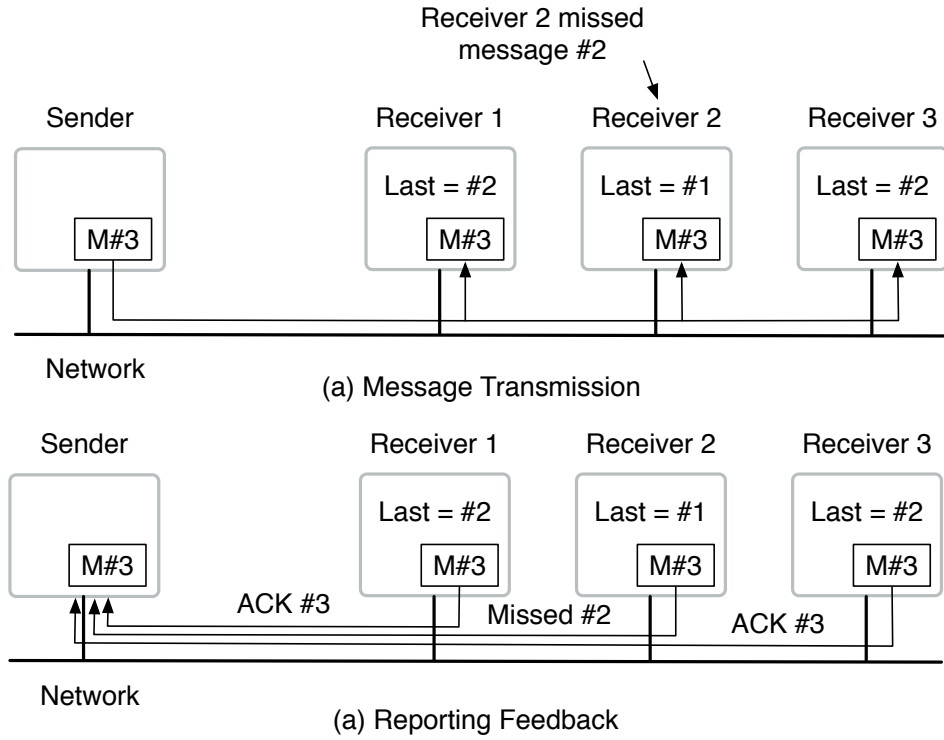 Receiver 2 missed
message #2
Sender
Receiver 1
Receiver 2
Receiver 3
Last = #2
Last = #1
Last = #2
M#3
M#3
M#3
M#3
Network
(a) Message Transmission
Sender
Receiver 1
Receiver 2
Receiver 3
Last = #2
Last = #1
Last = #2
M#3
M#3
M#3
M#3
ACK #3
Missed #2
ACK #3
Network
(a) Reporting Feedback